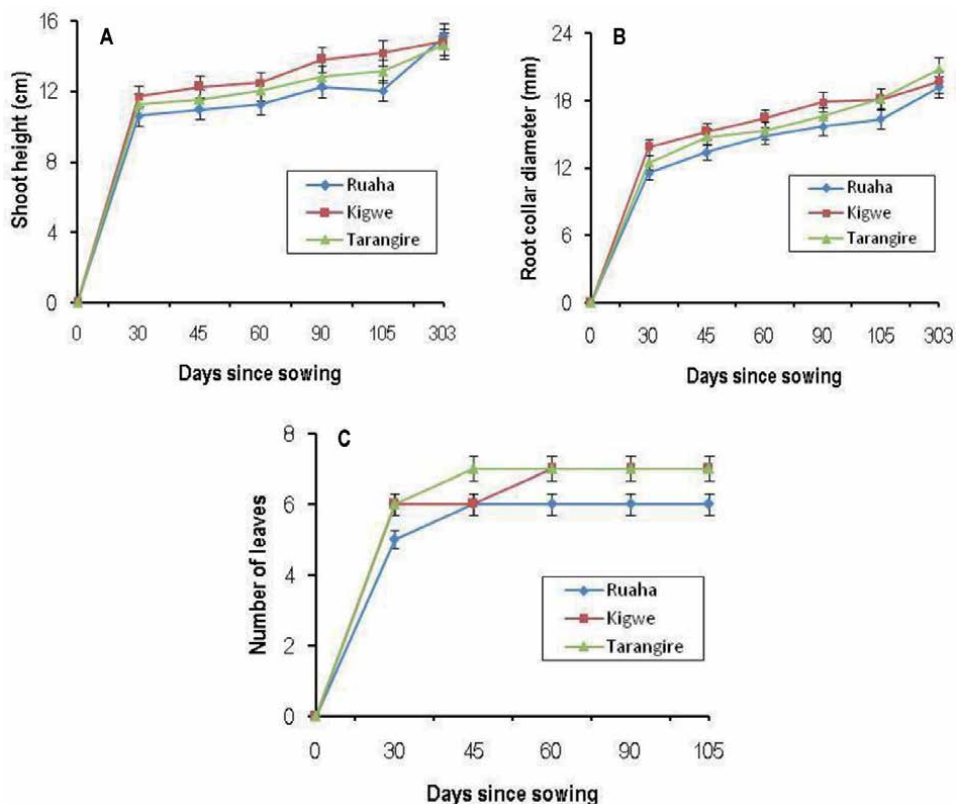 A
Shoot height (cm)
16
12
8
4
0
Ruaha
Kigwe
Tarangire
0 30 45 60 90 105 303
Days since sowing
B
Root collar diameter (mm)
24
18
12
6
0
Ruaha
Kigwe
Tarangire
0 30 45 60 90 105 303
Days since sowing
C
Number of leaves
8
6
4
2
0
Ruaha
Kigwe
Tarangire
0 30 45 60 90 105
Days since sowing